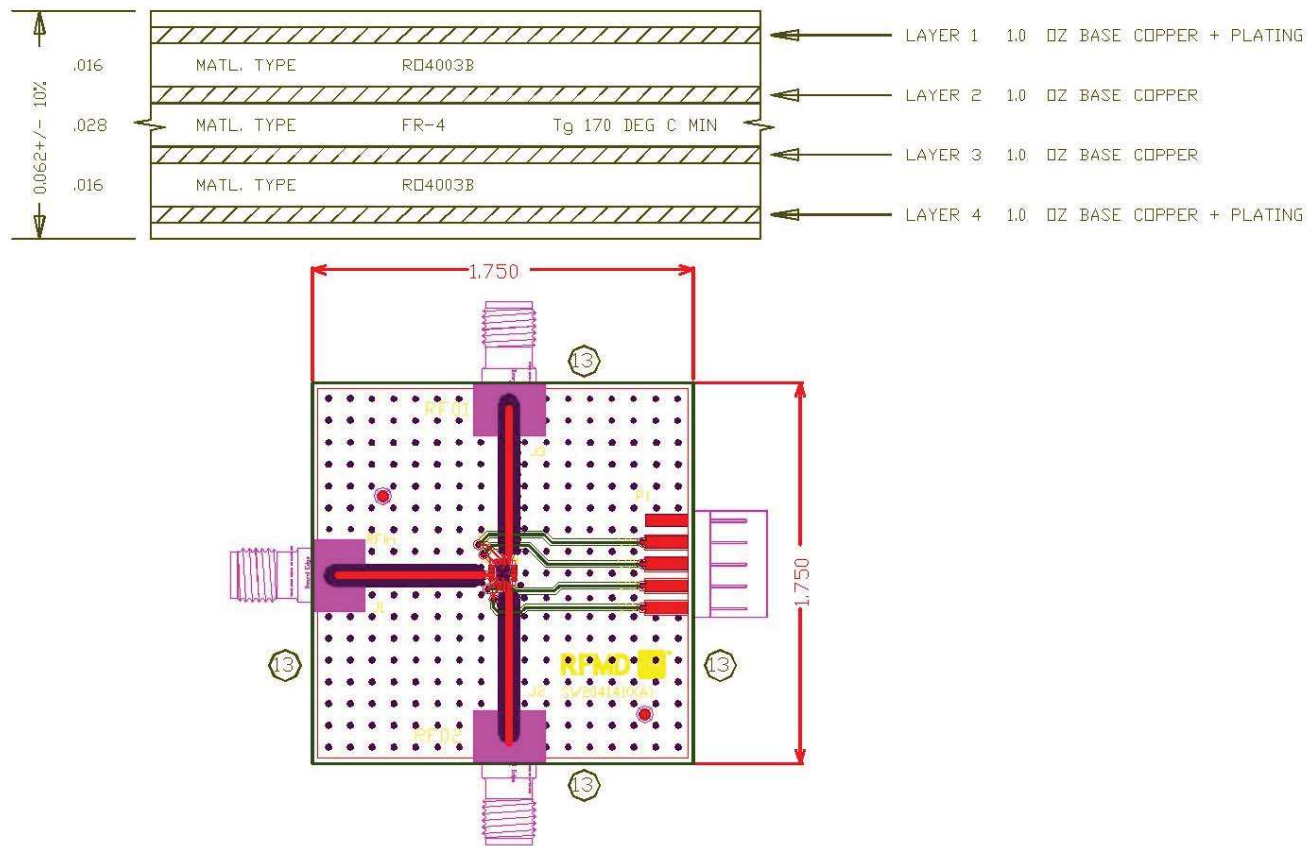 LAYER 1 1.0 OZ BASE COPPER + PLATING
.016 MATL. TYPE RO4003B
LAYER 2 1.0 OZ BASE COPPER
0.062+/- 10%
.028 MATL. TYPE FR-4 Tg 170 DEG C MIN
LAYER 3 1.0 OZ BASE COPPER
.016 MATL. TYPE RO4003B
LAYER 4 1.0 OZ BASE COPPER + PLATING
1.750
13
RFO1
J3
P1
1.750
J1
13
13
RFMD
J2
RFO2
13